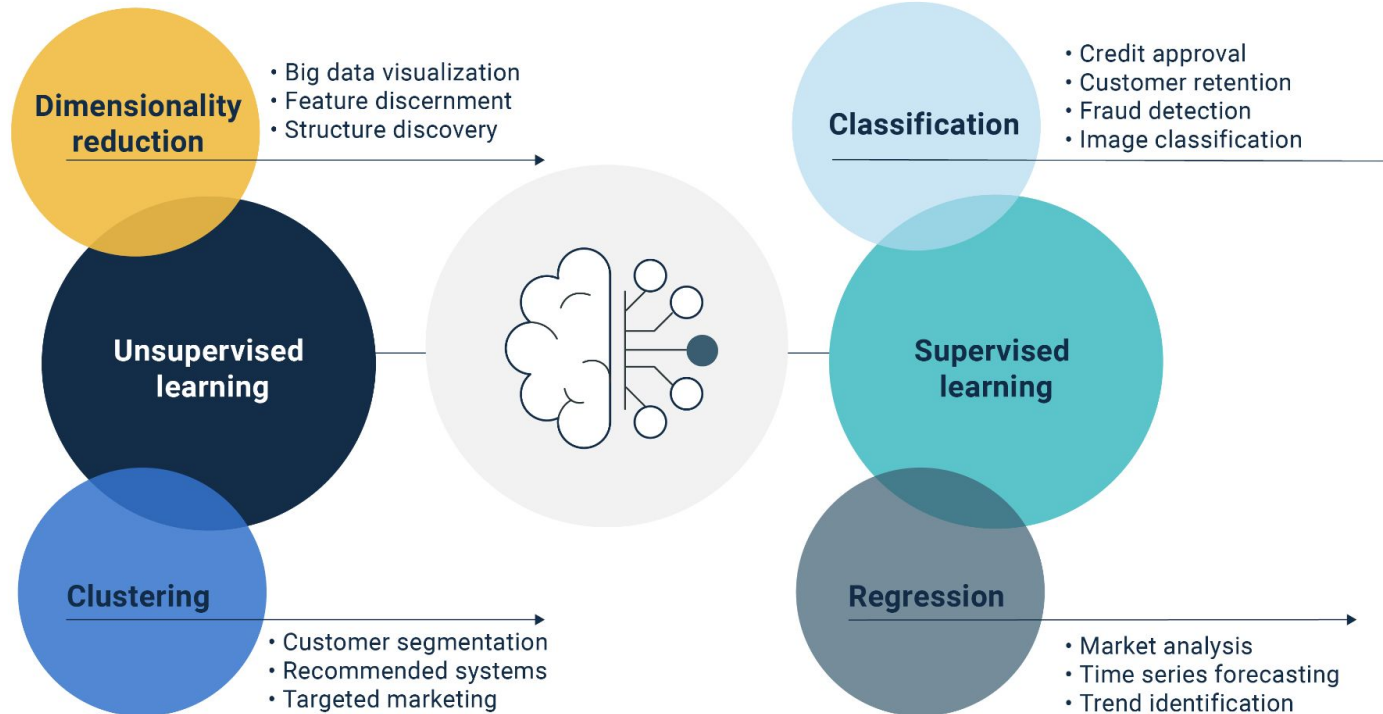 Dimensionality
reduction
• Big data visualization
• Feature discernment
• Structure discovery
Unsupervised
learning
Clustering
• Customer segmentation
• Recommended systems
• Targeted marketing
Classification
• Credit approval
• Customer retention
• Fraud detection
• Image classification
Supervised
learning
Regression
• Market analysis
• Time series forecasting
• Trend identification